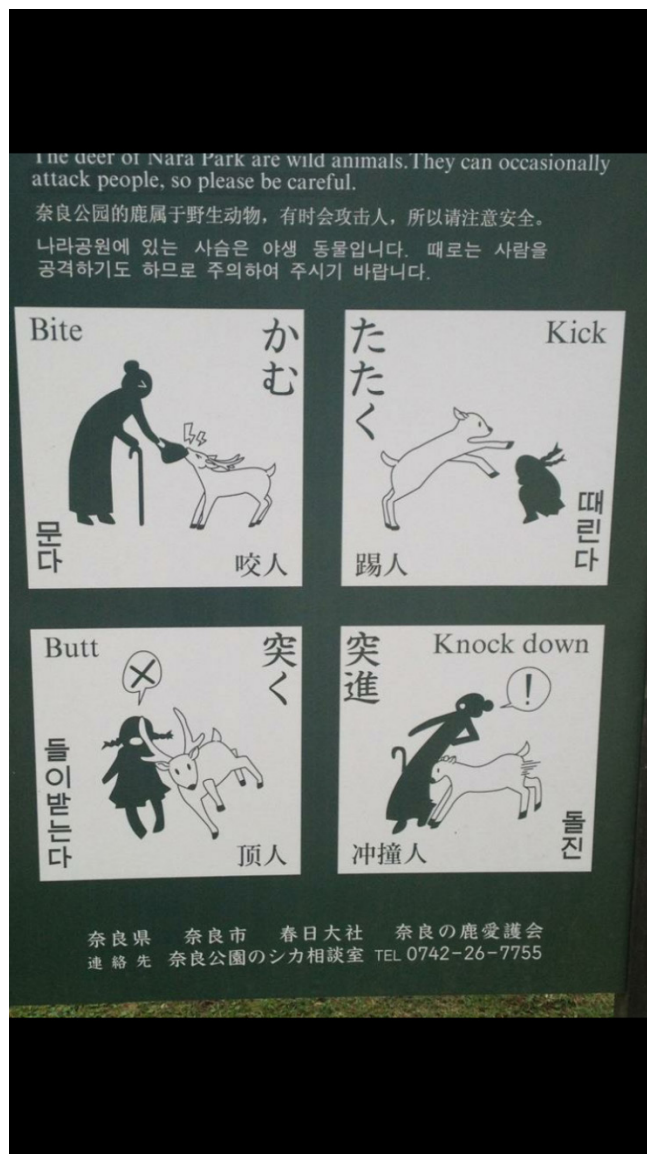 The deer of Nara Park are wild animals.They can occasionally
attack people, so please be careful.
奈良公园的鹿属于野生动物，有时会攻击人，所以请注意安全。
나라공원에 있는 사슴은 야생 동물입니다. 때로는 사람을
공격하기도 하므로 주의하여 주시기 바랍니다.
Bite
かむ
문다
咬人
たたく
Kick
踢人
때린다
Butt
突く
들이받는다
顶人
突進
Knock down
!
冲撞人
돌진
奈良県 奈良市 春日大社 奈良の鹿愛護会
連絡先 奈良公園のシカ相談室 TEL 0742-26-7755